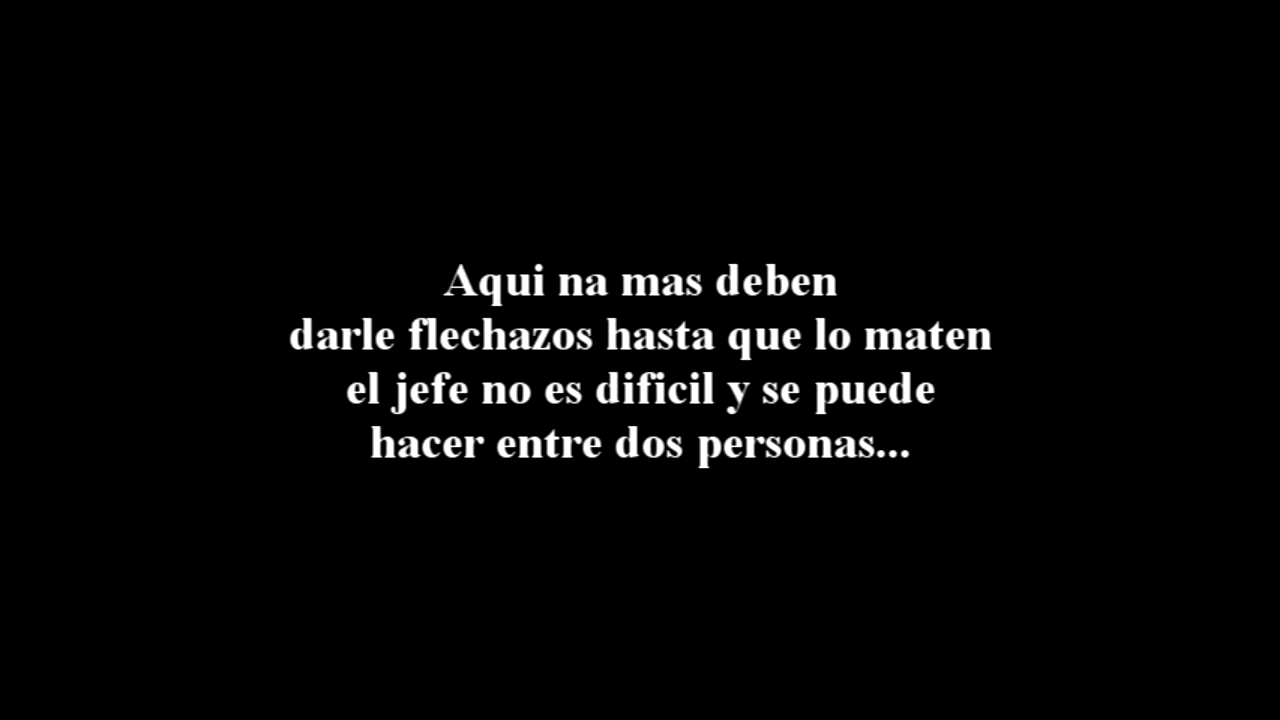 Aqui na mas deben
darle flechazos hasta que lo maten
el jefe no es dificil y se puede
hacer entre dos personas...